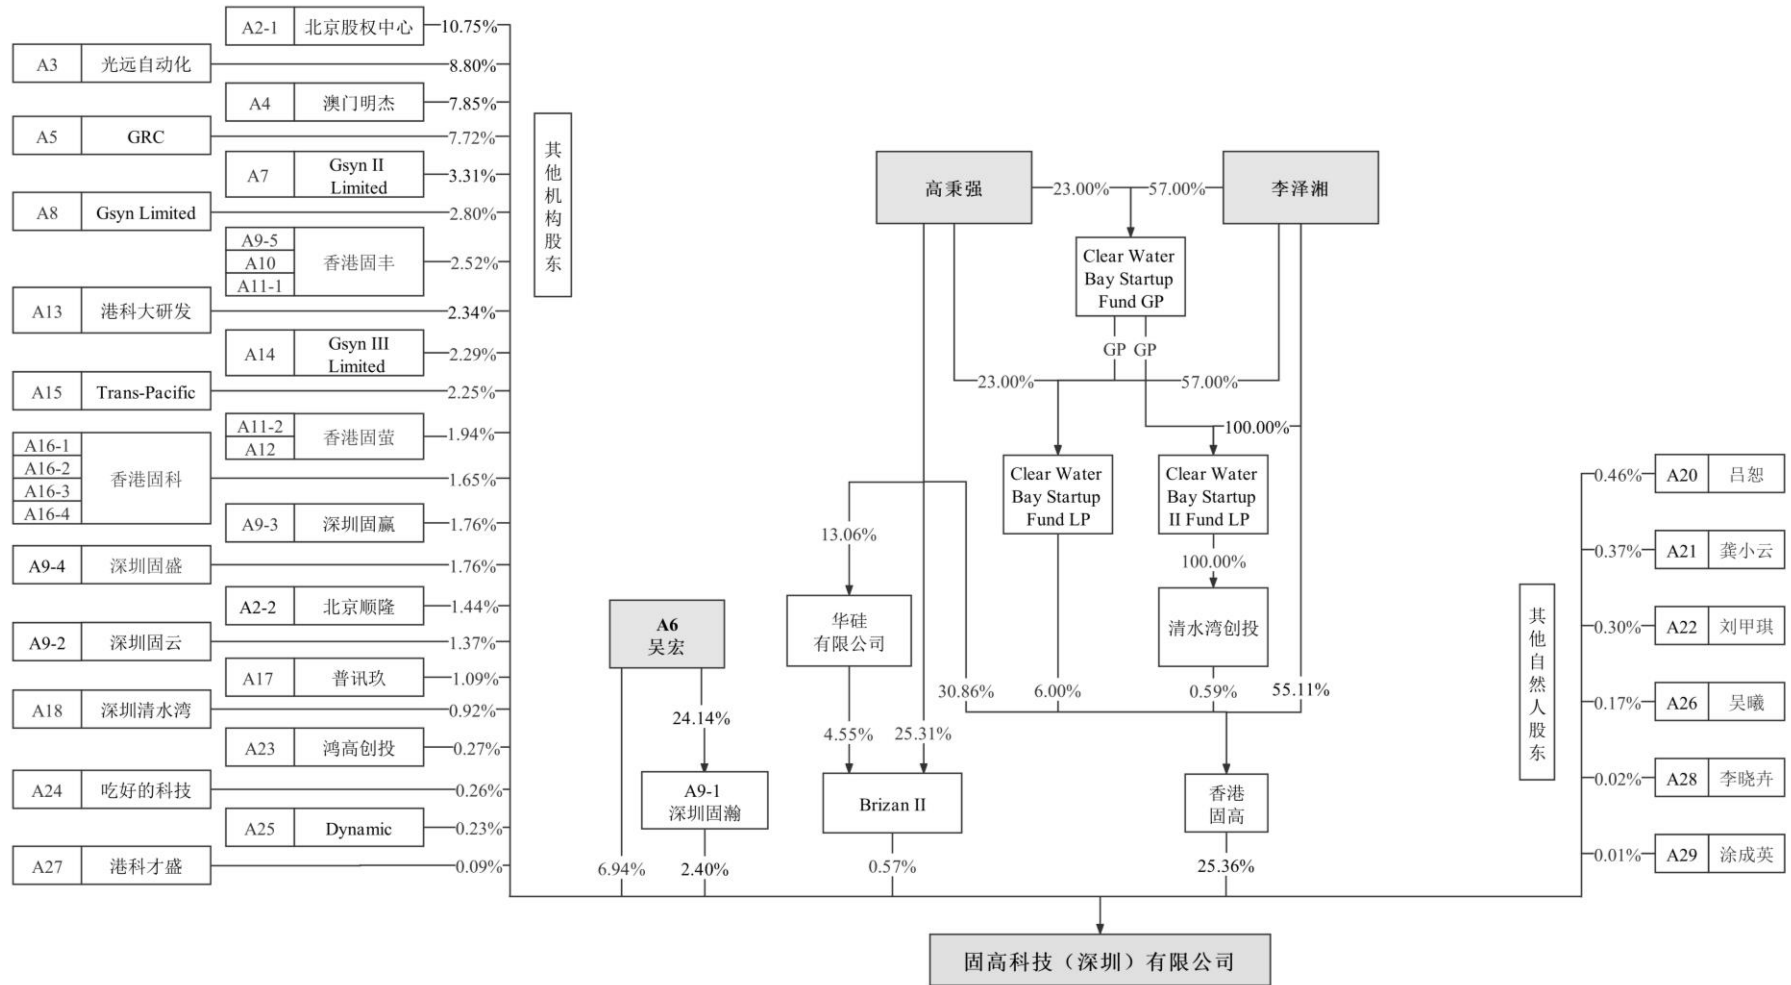 A2-1 北京股权中心 10.75%
A3 光远自动化 8.80%
A4 澳门明杰 7.85%
A5 GRC 7.72%
A7 Gsyn II
Limited 3.31%
A8 Gsyn Limited 2.80%
A9-5
A10 香港固丰 2.52%
A11-1
A13 港科大研发 2.34%
A14 Gsyn III
Limited 2.29%
A15 Trans-Pacific 2.25%
A11-2
A12 香港固萤 1.94%
A16-1
A16-2
A16-3
A16-4
香港固科 1.65%
A9-3 深圳固赢 1.76%
A9-4 深圳固盛 1.76%
A2-2 北京顺隆 1.44%
A9-2 深圳固云 1.37%
A17 普讯玖 1.09%
A18 深圳清水湾 0.92%
A23 鸿高创投 0.27%
A24 吃好的科技 0.26%
A25 Dynamic 0.23%
A27 港科才盛 0.09%
其他机构股东
高秉强 23.00% 57.00% 李泽湘
Clear Water
Bay Startup
Fund GP
GP GP
23.00% 57.00%
100.00%
Clear Water
Bay Startup
Fund LP
Clear Water
Bay Startup
II Fund LP
13.06%
100.00%
华硅
有限公司
清水湾创投
A6
吴宏
30.86% 6.00% 0.59% 55.11%
24.14% 4.55% 25.31%
A9-1
深圳固瀚
Brizan II
香港
固高
6.94% 2.40% 0.57% 25.36%
其他自然人股东
0.46% A20 吕恕
0.37% A21 龚小云
0.30% A22 刘甲琪
0.17% A26 吴曦
0.02% A28 李晓卉
0.01% A29 涂成英
固高科技（深圳）有限公司